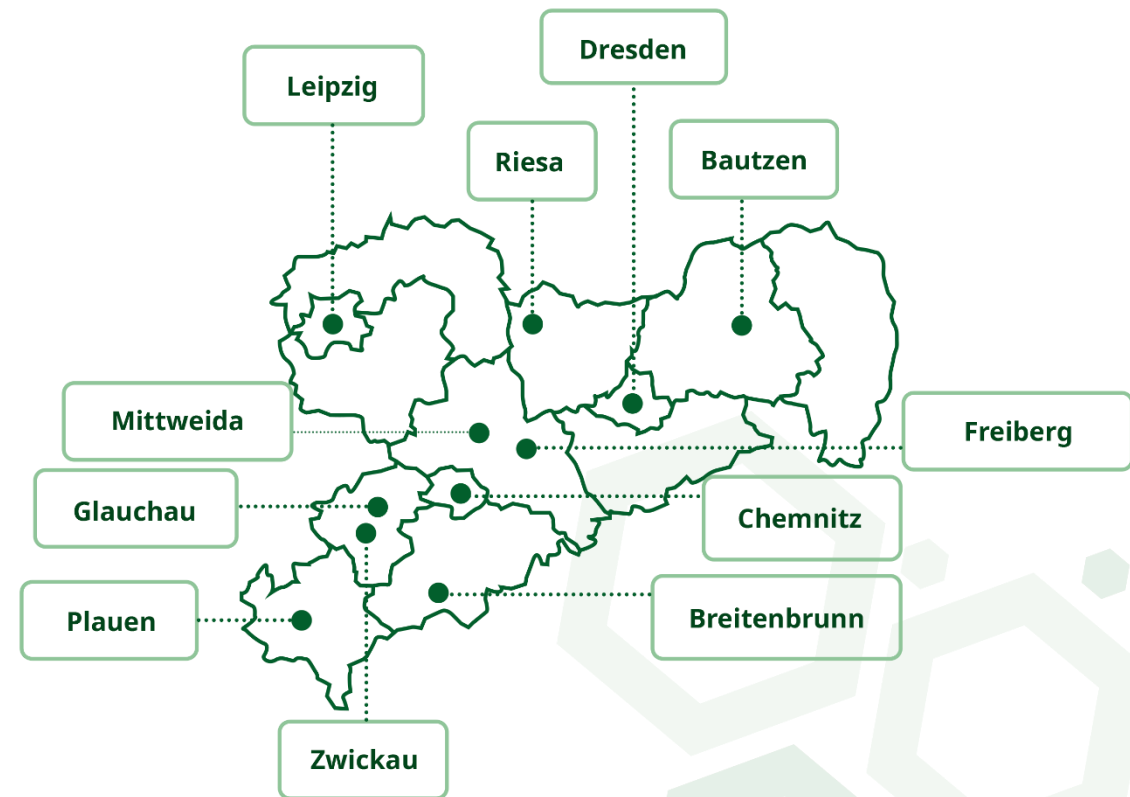 Dresden
Leipzig
Riesa
Bautzen
Mittweida
Freiberg
Glauchau
Chemnitz
Plauen
Breitenbrunn
Zwickau